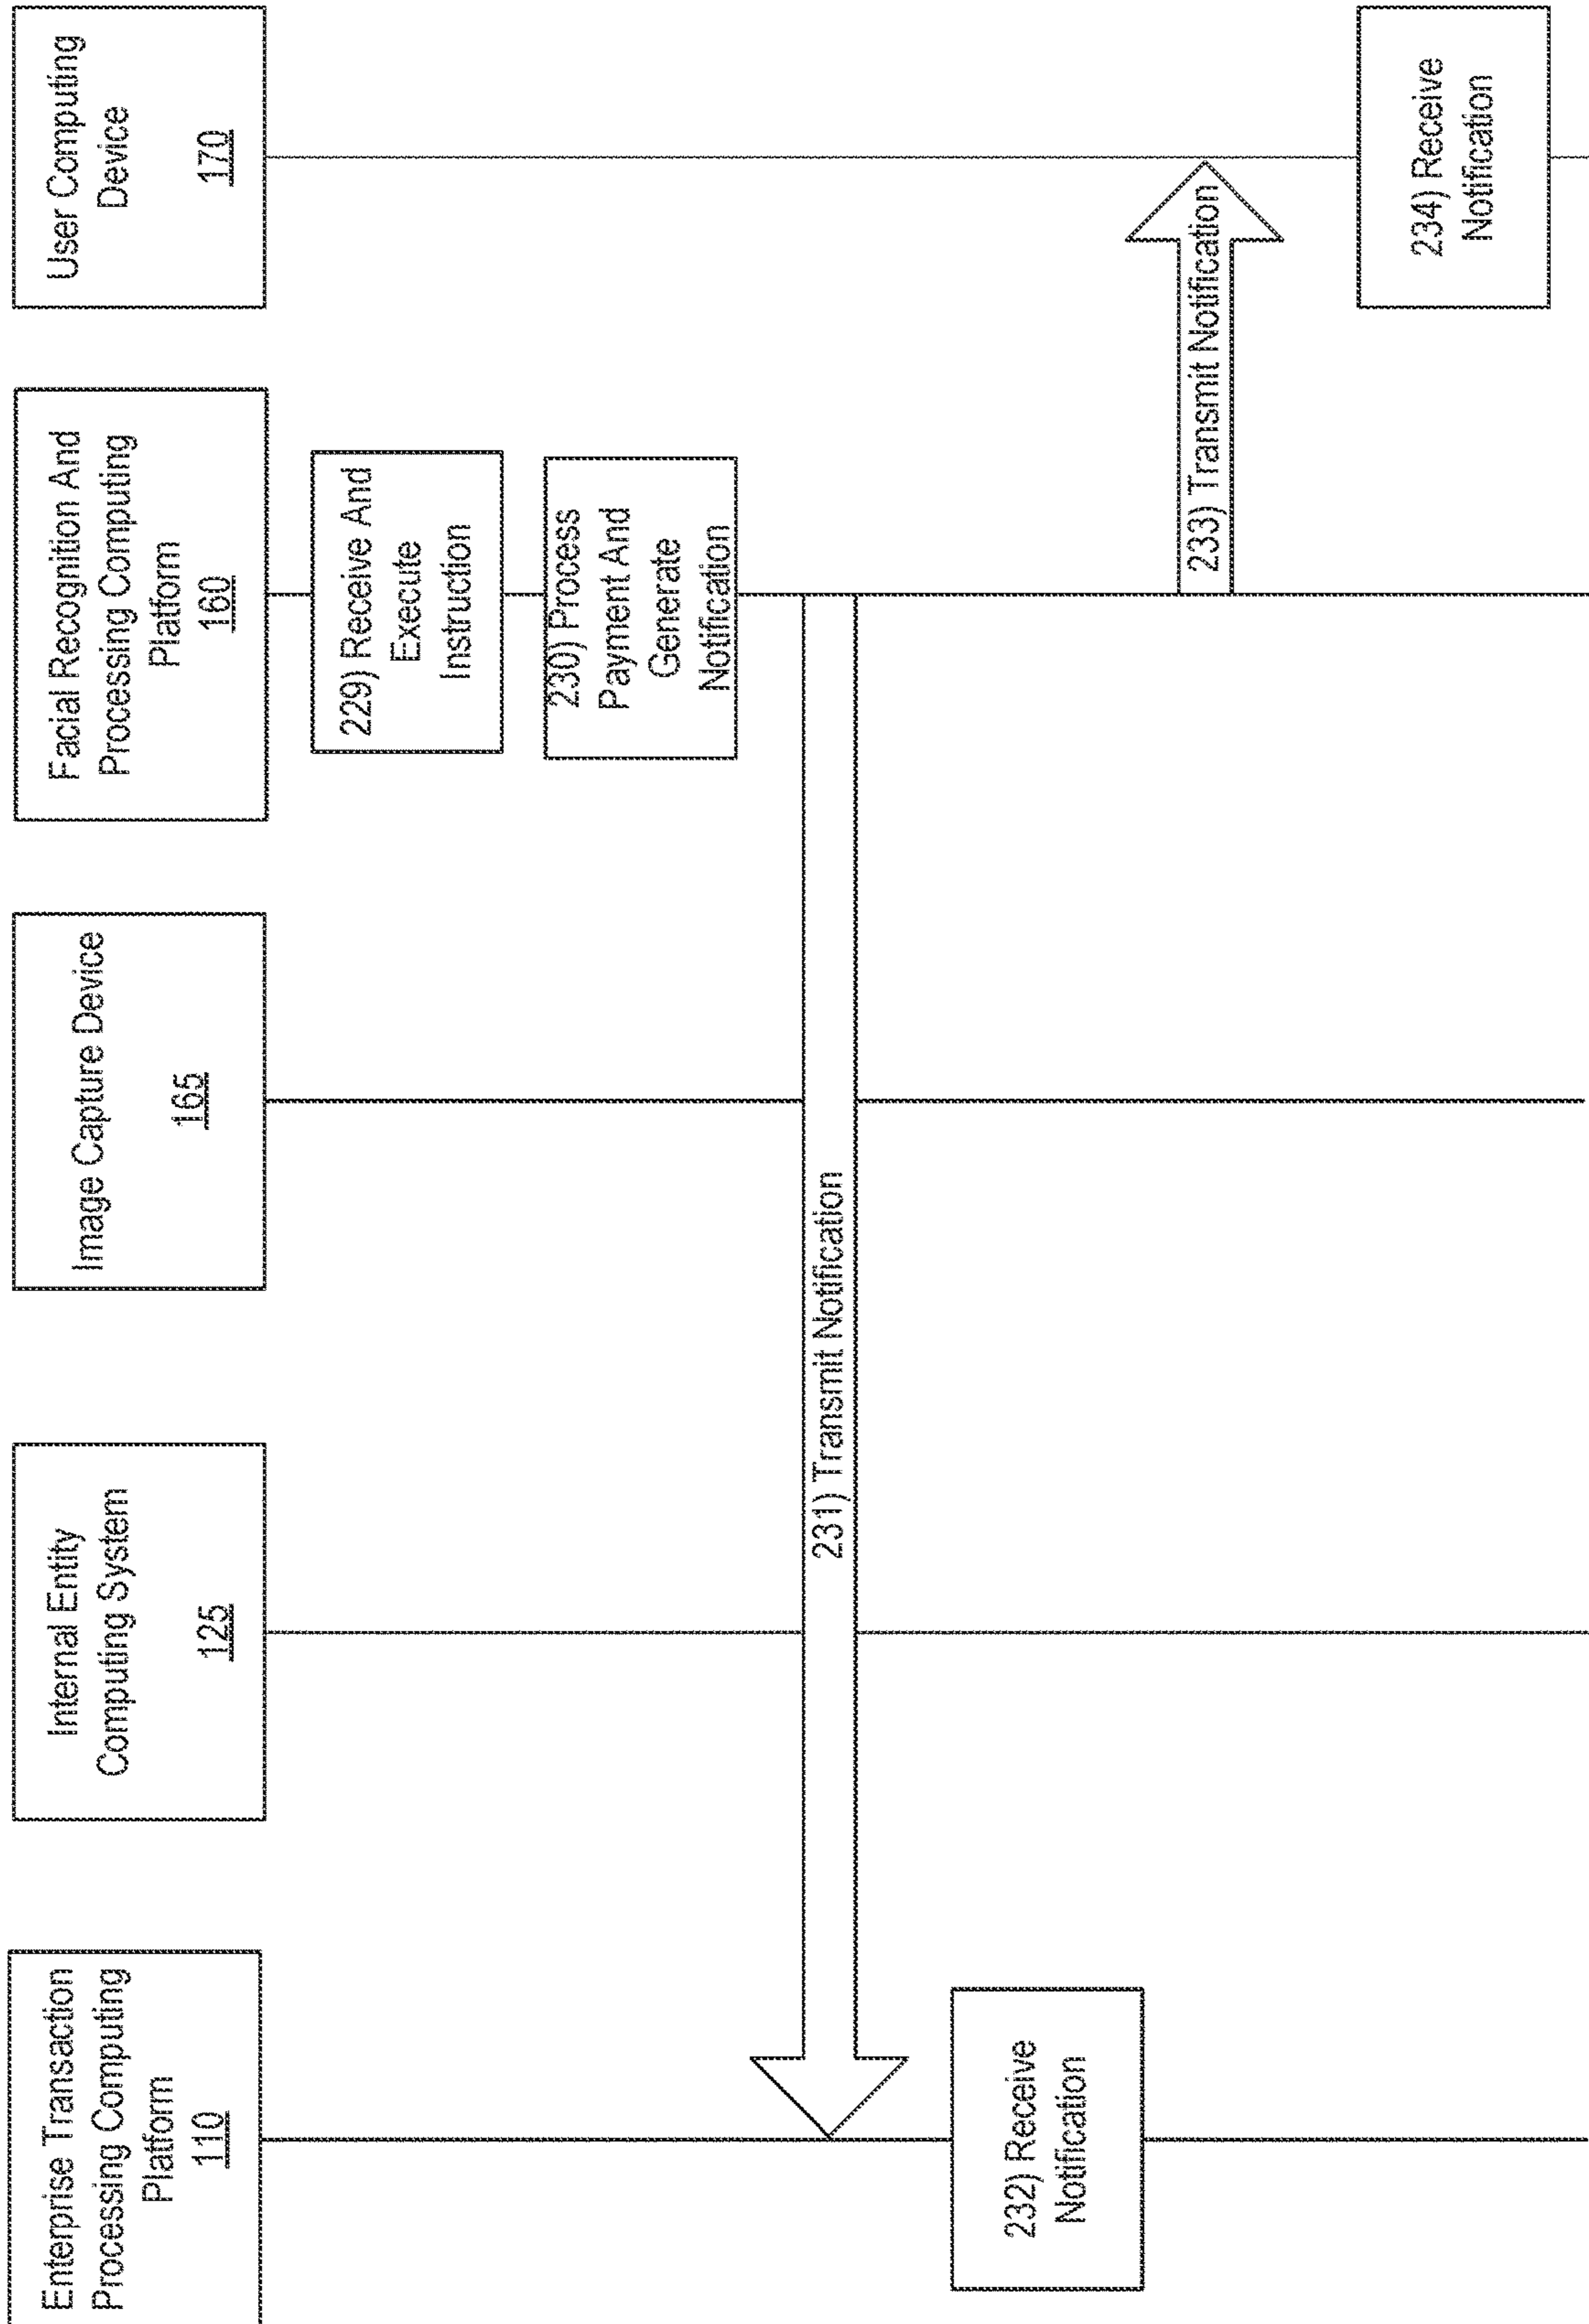 Enterprise Transaction
Processing Computing
Platform
110
Internal Entity
Computing System
125
Image Capture Device
165
Facial Recognition And
Processing Computing
Platform
160
User Computing
Device
170
229) Receive And
Execute
Instruction
230) Process
Payment And
Generate
Notification
231) Transmit Notification
232) Receive
Notification
233) Transmit Notification
234) Receive
Notification